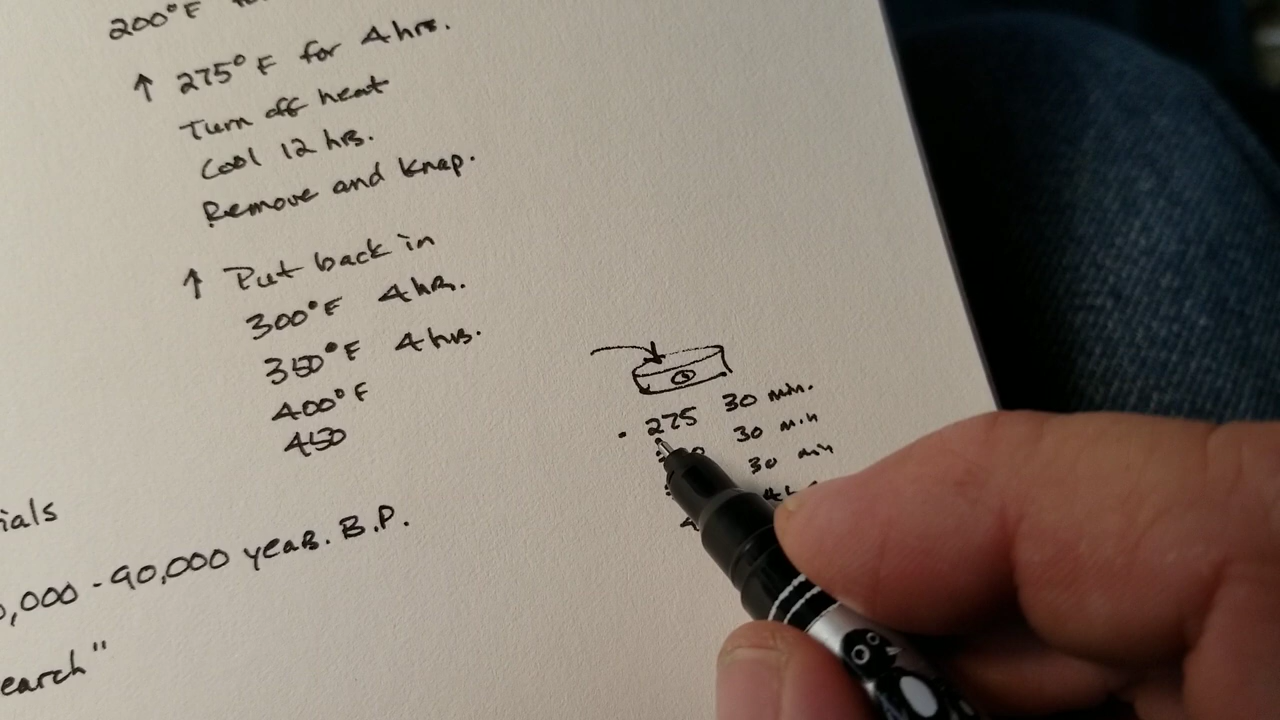 200°F
↑ 275°F for 4 hrs.
Turn off heat
Cool 12 hrs.
Remove and knap.
↑ Put back in
300°F 4 hrs.
350°F 4 hrs.
400°F
450
ials
0,000 - 90,000 years. B.P.
earch"
. 275 30 min.
30 min
30 min
4